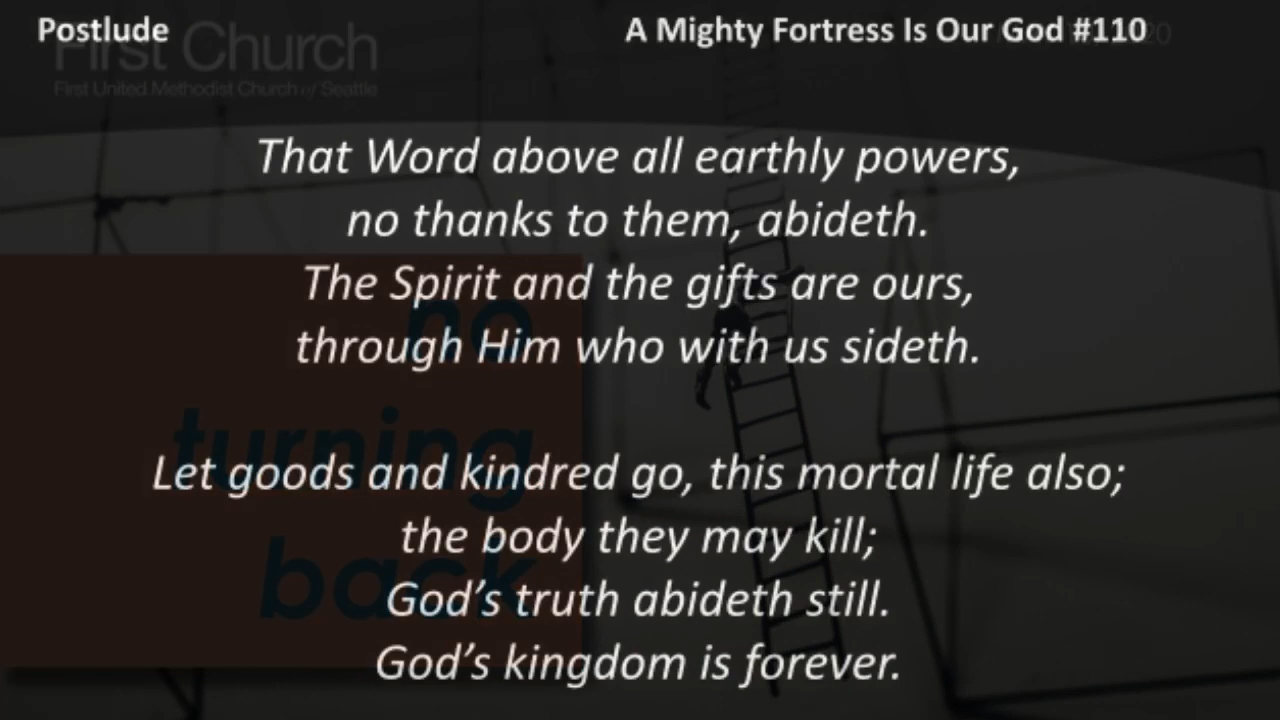 Postlude
A Mighty Fortress Is Our God #110
First Church
First United Methodist Church of Seattle
That Word above all earthly powers,
no thanks to them, abideth.
The Spirit and the gifts are ours,
through Him who with us sideth.
Let goods and kindred go, this mortal life also;
the body they may kill;
God’s truth abideth still.
God’s kingdom is forever.
no
turning
back